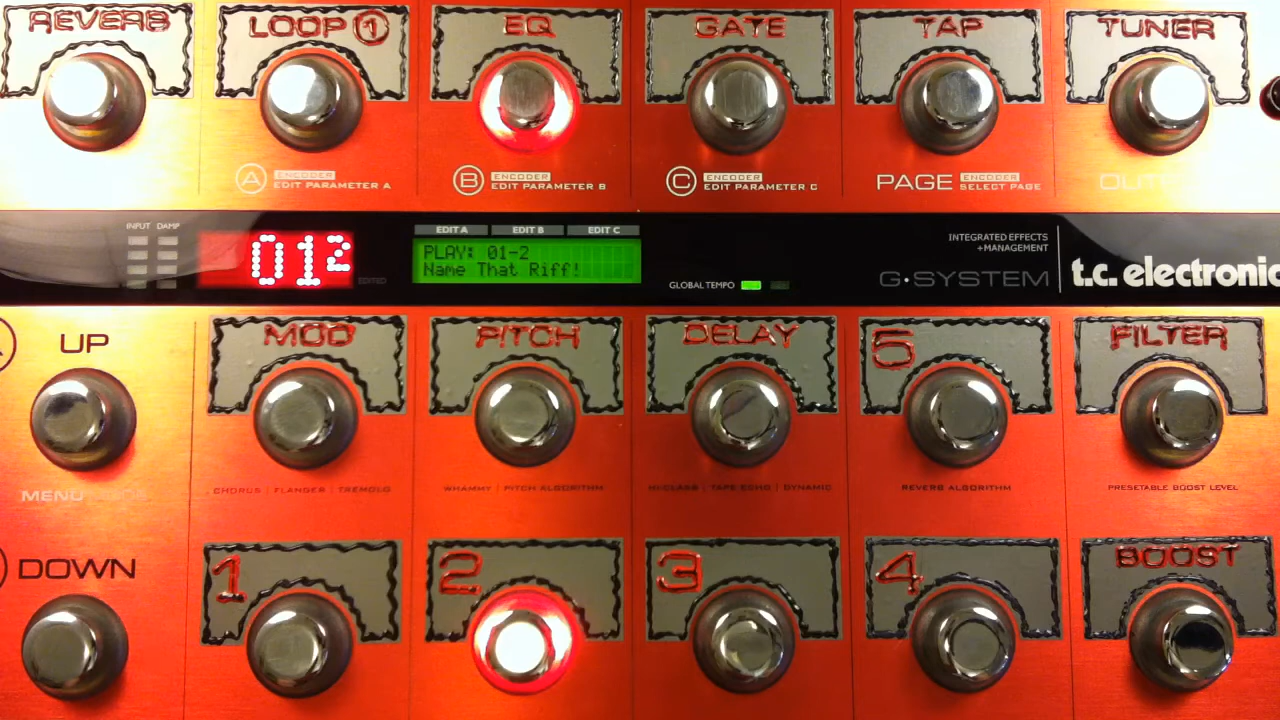 REVERB
LOOP 1
EQ
GATE
TAP
TUNER
A ENCODER EDIT PARAMETER A
B ENCODER EDIT PARAMETER B
C ENCODER EDIT PARAMETER C
PAGE ENCODER SELECT PAGE
INPUT DAMP
012
EDITED
EDIT A EDIT B EDIT C
PLAY: 01-2
Name That Riff!
GLOBAL TEMPO
INTEGRATED EFFECTS
+MANAGEMENT
G·SYSTEM
t.c. electronic
UP
MOD
PITCH
DELAY
5
FILTER
MENU
CHORUS | FLANGER | TREMOLO
WHAMMY | PITCH ALGORITHM
HI-CLASS | TAPE ECHO | DYNAMIC
REVERB ALGORITHM
PRESETABLE BOOST LEVEL
DOWN
1
2
3
4
BOOST